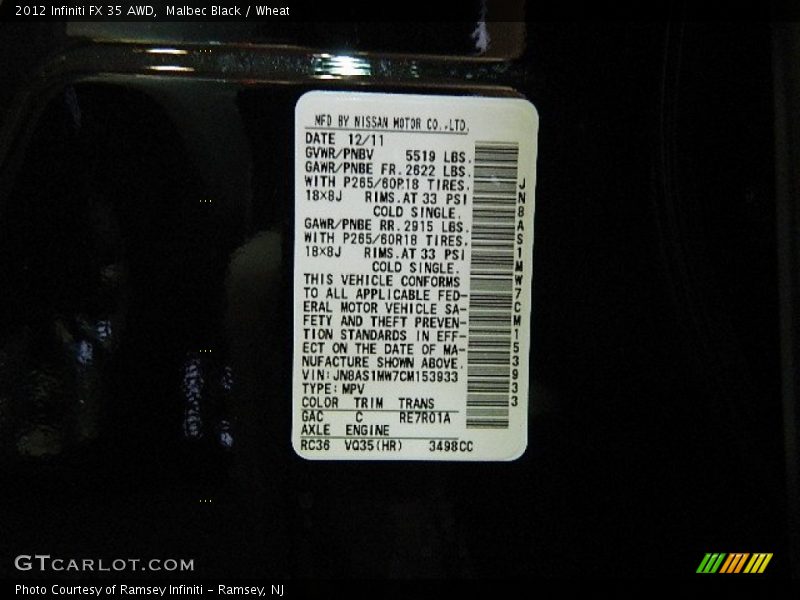 2012 Infiniti FX 35 AWD, Malbec Black / Wheat
MFD BY NISSAN MOTOR CO.,LTD.
DATE 12/11
GVWR/PNBV 5519 LBS.
GAWR/PNBE FR. 2622 LBS.
WITH P265/60R18 TIRES.
18×8J RIMS. AT 33 PSI
COLD SINGLE.
GAWR/PNBE RR. 2915 LBS.
WITH P265/60R18 TIRES.
18×8J RIMS. AT 33 PSI
COLD SINGLE.
THIS VEHICLE CONFORMS
TO ALL APPLICABLE FED-
ERAL MOTOR VEHICLE SA-
FETY AND THEFT PREVEN-
TION STANDARDS IN EFF-
ECT ON THE DATE OF MA-
NUFACTURE SHOWN ABOVE.
VIN: JN8AS1MW7CM153933
TYPE: MPV
COLOR TRIM TRANS
GAC C RE7R01A
AXLE ENGINE
RC36 VQ35(HR) 3498CC
JN8AS1MW7CM153933
GTCARLOT.COM
Photo Courtesy of Ramsey Infiniti - Ramsey, NJ